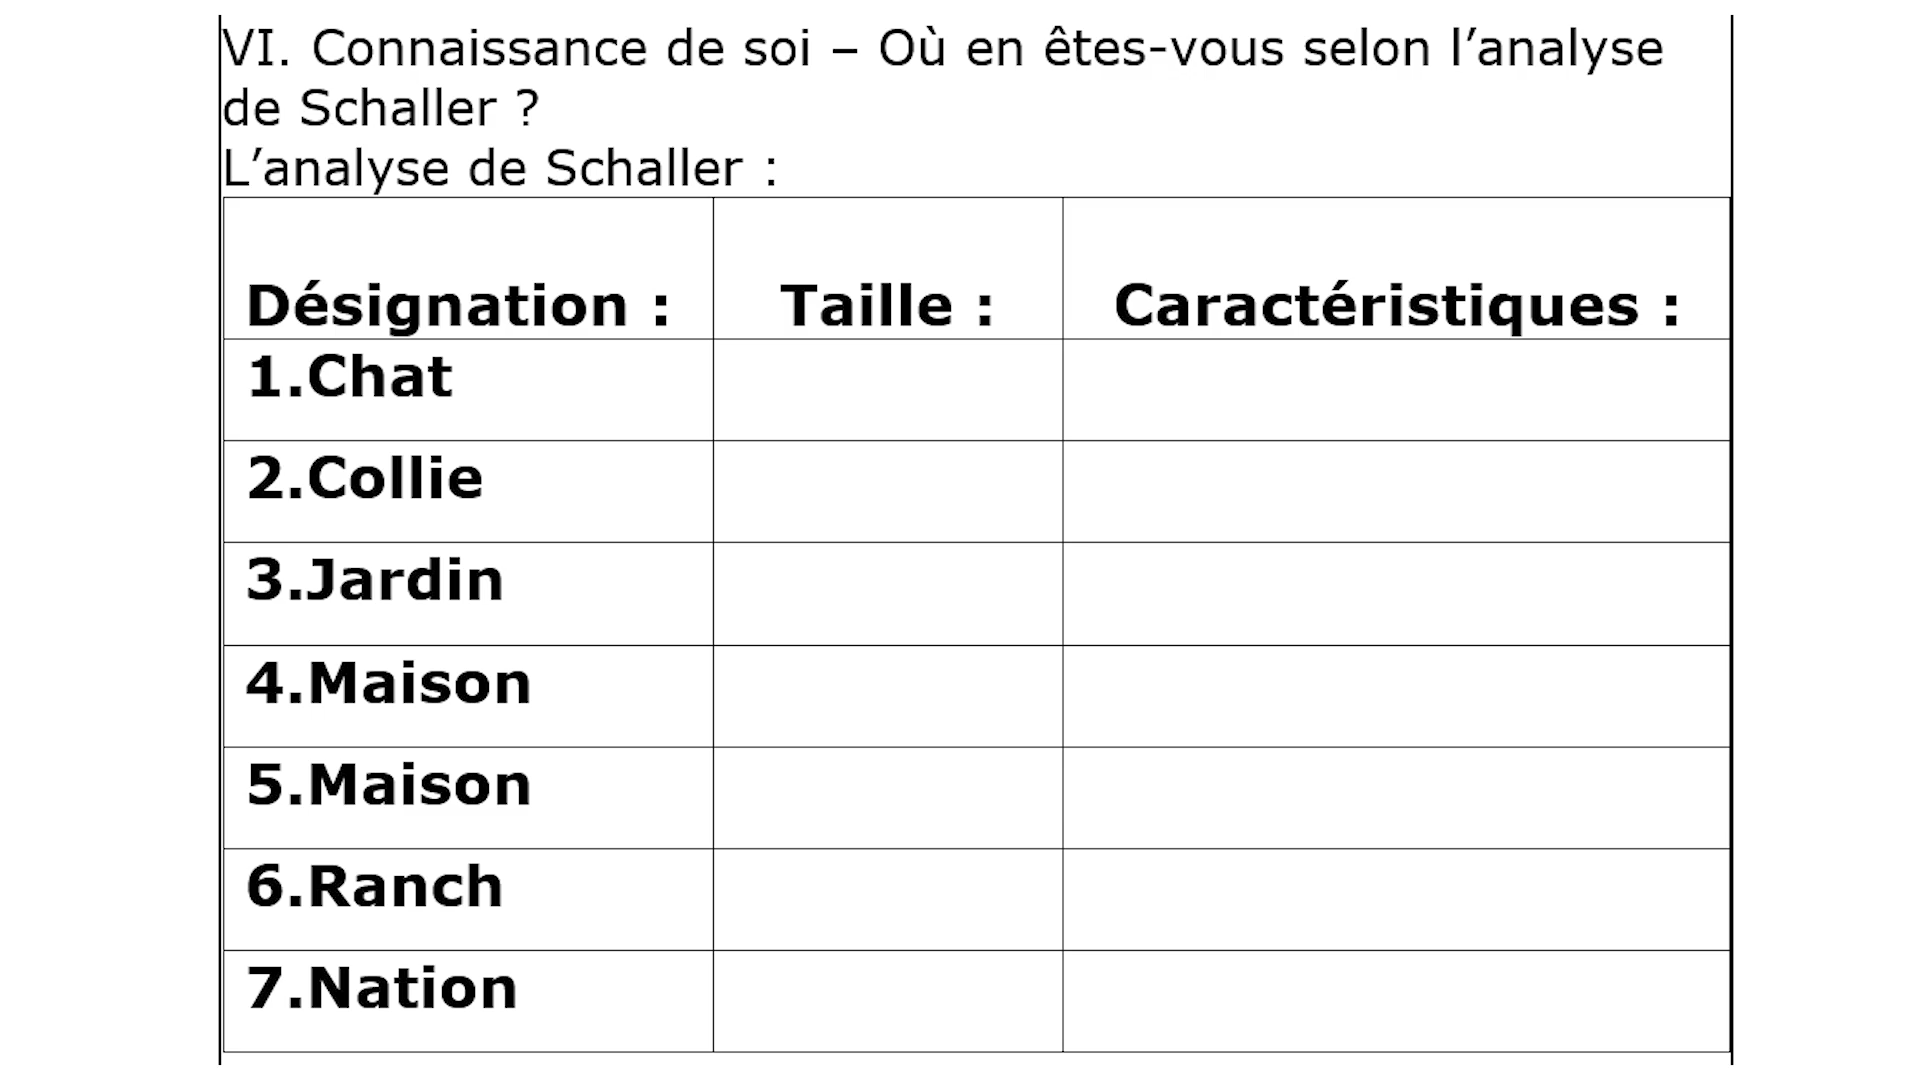 VI. Connaissance de soi – Où en êtes-vous selon l’analyse
de Schaller ?
L’analyse de Schaller :
Désignation : Taille : Caractéristiques :
1.Chat
2.Collie
3.Jardin
4.Maison
5.Maison
6.Ranch
7.Nation